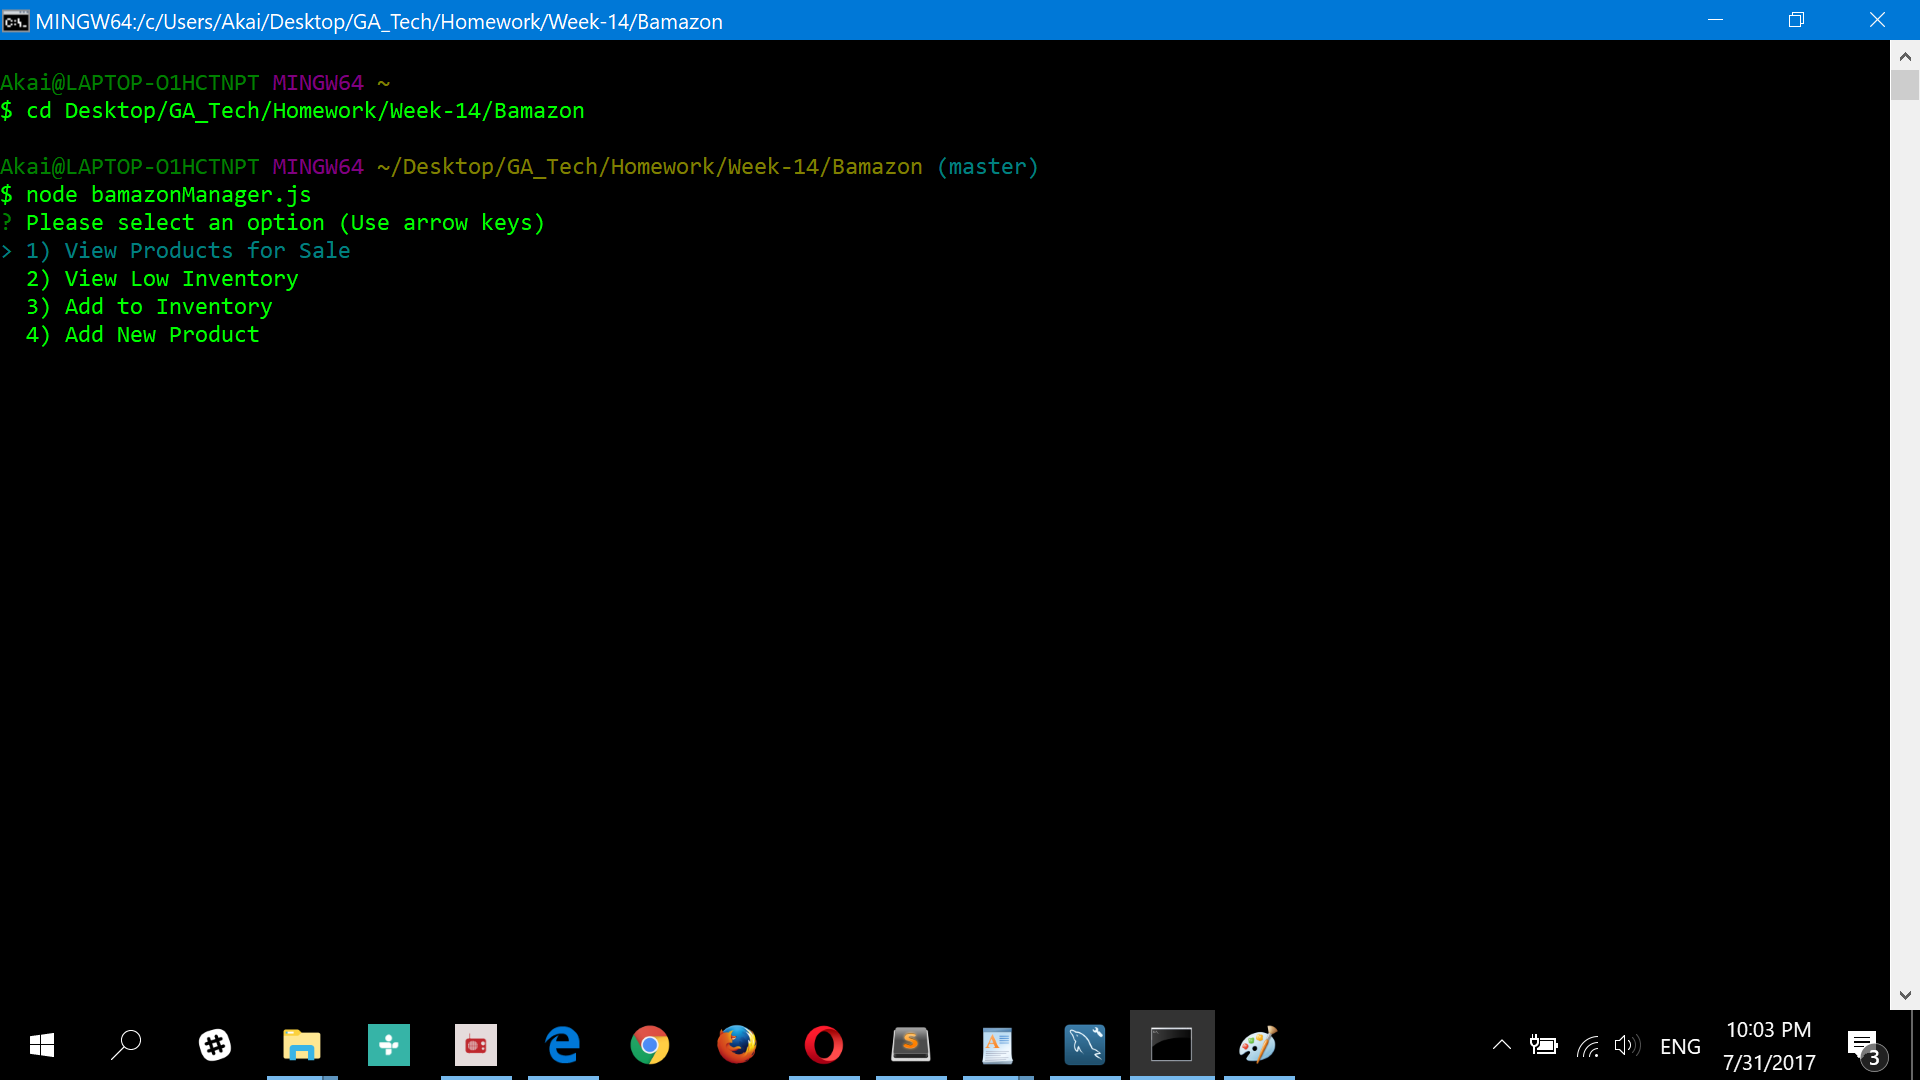 MINGW64:/c/Users/Akai/Desktop/GA_Tech/Homework/Week-14/Bamazon
Akai@LAPTOP-O1HCTNPT MINGW64 ~
$ cd Desktop/GA_Tech/Homework/Week-14/Bamazon
Akai@LAPTOP-O1HCTNPT MINGW64 ~/Desktop/GA_Tech/Homework/Week-14/Bamazon (master)
$ node bamazonManager.js
? Please select an option (Use arrow keys)
> 1) View Products for Sale
2) View Low Inventory
3) Add to Inventory
4) Add New Product
ENG
10:03 PM
7/31/2017
3